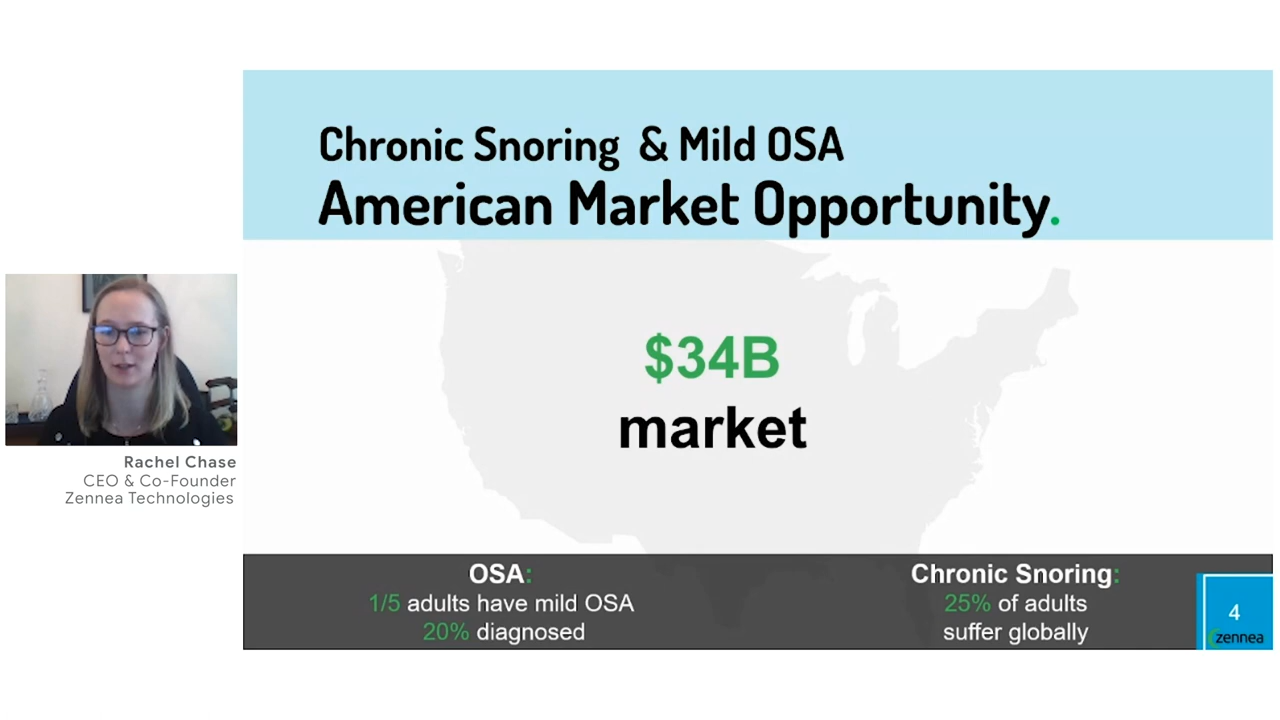 Chronic Snoring & Mild OSA
American Market Opportunity.
$34B
market
Rachel Chase
CEO & Co-Founder
Zennea Technologies
OSA:
1/5 adults have mild OSA
20% diagnosed
Chronic Snoring:
25% of adults
suffer globally
4
zennea